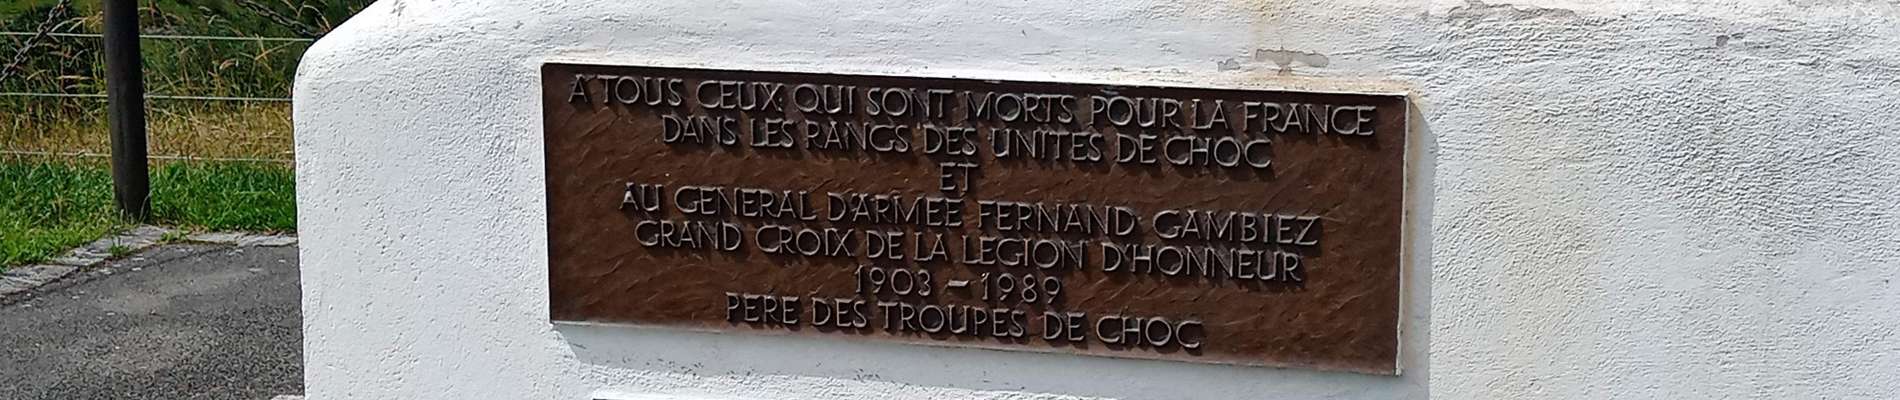 A TOUS CEUX QUI SONT MORTS POUR LA FRANCE
DANS LES RANGS DES UNITES DE CHOC
ET
AU GENERAL D'ARMEE FERNAND GAMBIEZ
GRAND CROIX DE LA LEGION D'HONNEUR
1903 - 1989
PERE DES TROUPES DE CHOC